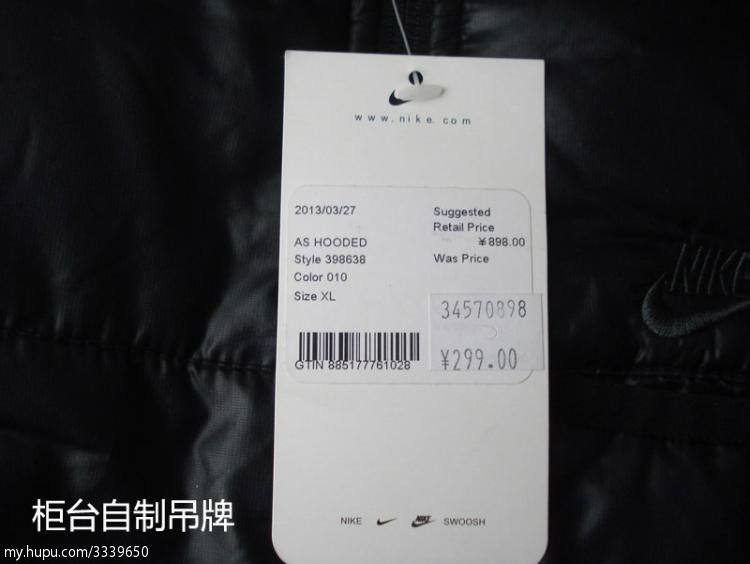 www.nike.com
2013/03/27
Suggested
Retail Price
AS HOODED
¥898.00
Style 398638
Was Price
Color 010
Size XL
34570898
¥299.00
GTIN 885177761028
NIKE
NIKE
NIKE
SWOOSH
柜台自制吊牌
my.hupu.com/3339650